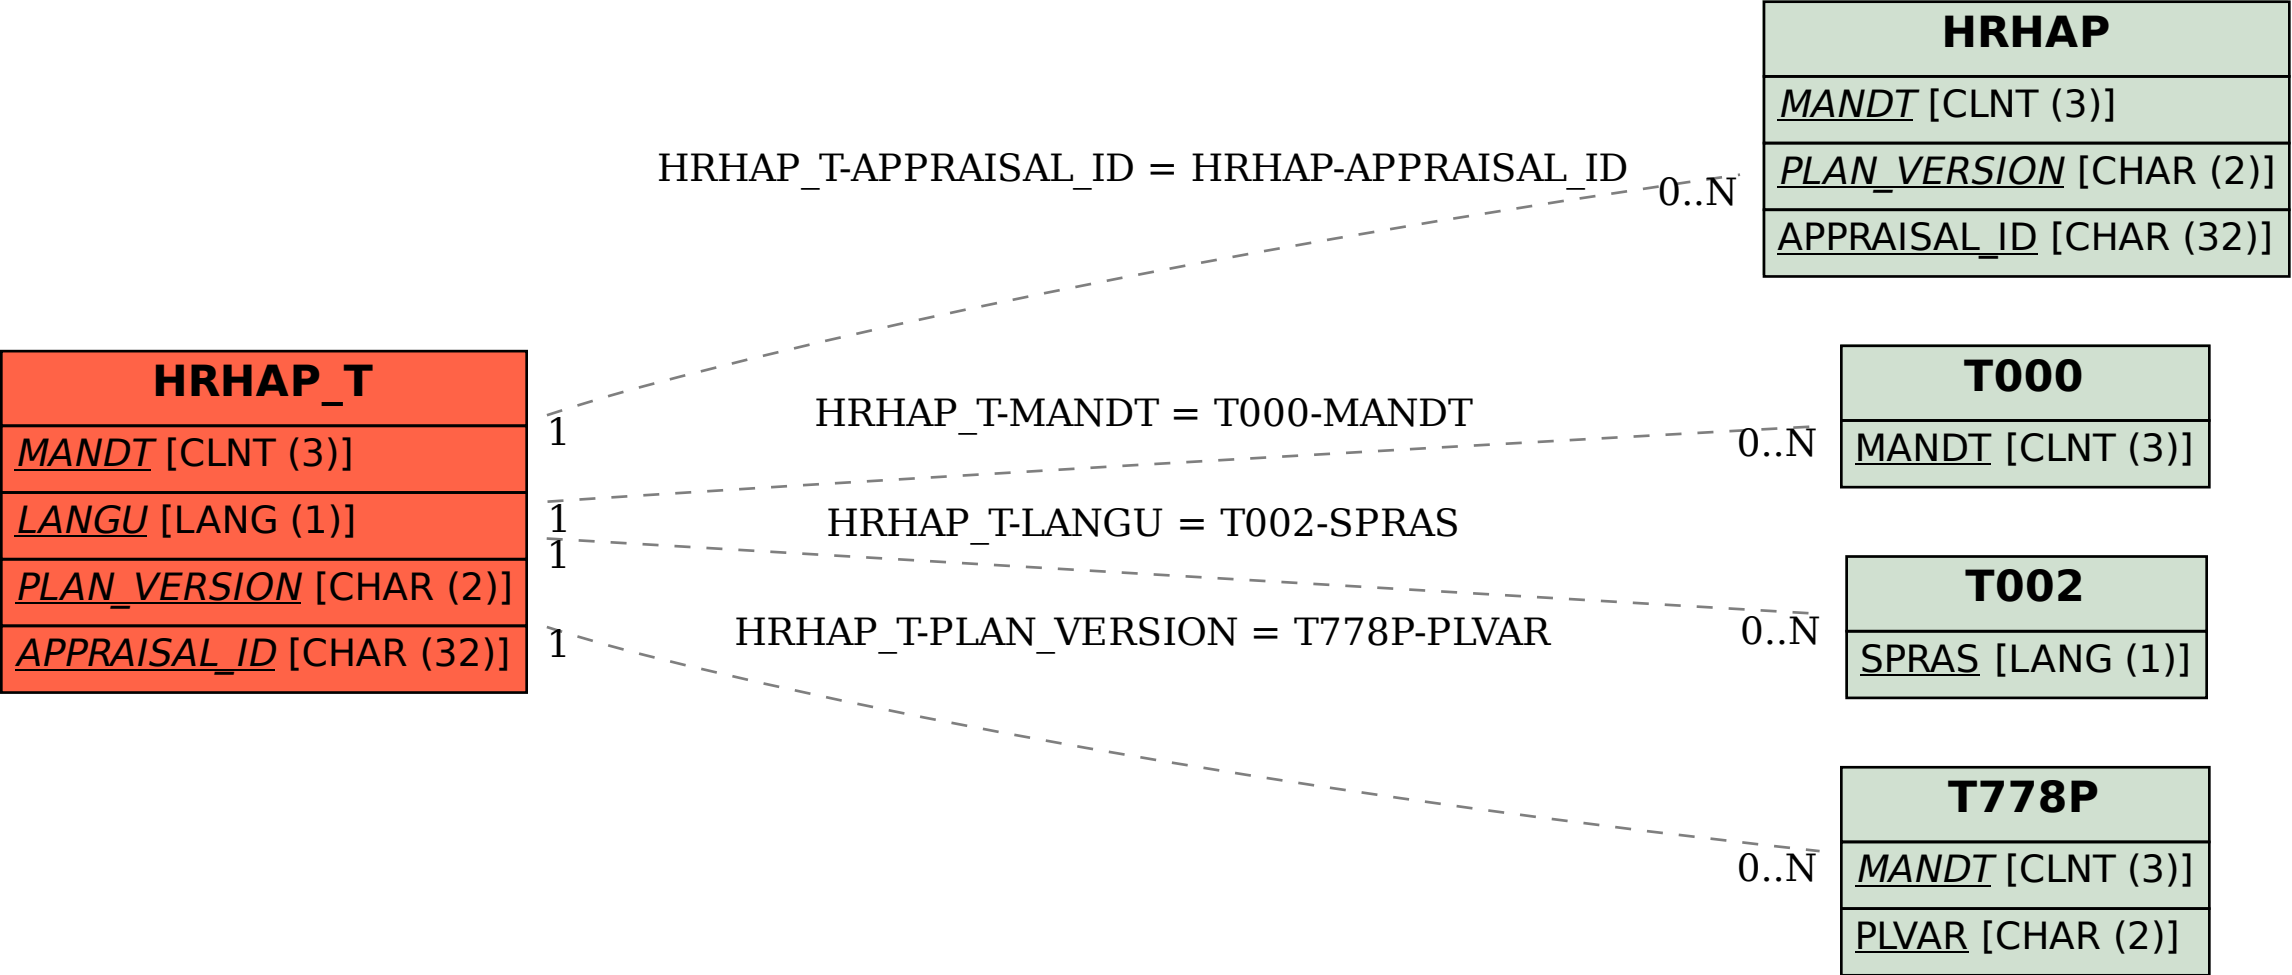 HRHAP
MANDT [CLNT (3)]
PLAN_VERSION [CHAR (2)]
APPRAISAL_ID [CHAR (32)]
HRHAP_T-APPRAISAL_ID = HRHAP-APPRAISAL_ID
0..N
1
HRHAP_T
MANDT [CLNT (3)]
LANGU [LANG (1)]
PLAN_VERSION [CHAR (2)]
APPRAISAL_ID [CHAR (32)]
HRHAP_T-MANDT = T000-MANDT
0..N
1
T000
MANDT [CLNT (3)]
HRHAP_T-LANGU = T002-SPRAS
0..N
1
T002
SPRAS [LANG (1)]
HRHAP_T-PLAN_VERSION = T778P-PLVAR
0..N
1
T778P
MANDT [CLNT (3)]
PLVAR [CHAR (2)]